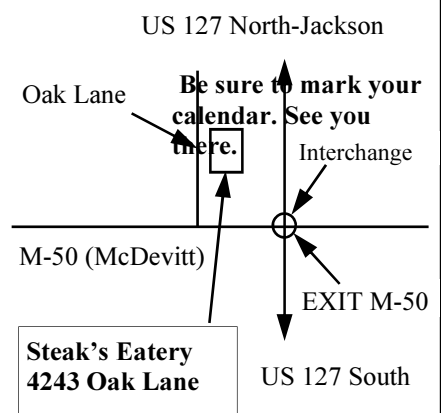 US 127 North-Jackson
Be sure to mark your
calendar. See you
there.
Oak Lane
Interchange
M-50 (McDevitt)
EXIT M-50
Steak's Eatery
4243 Oak Lane
US 127 South